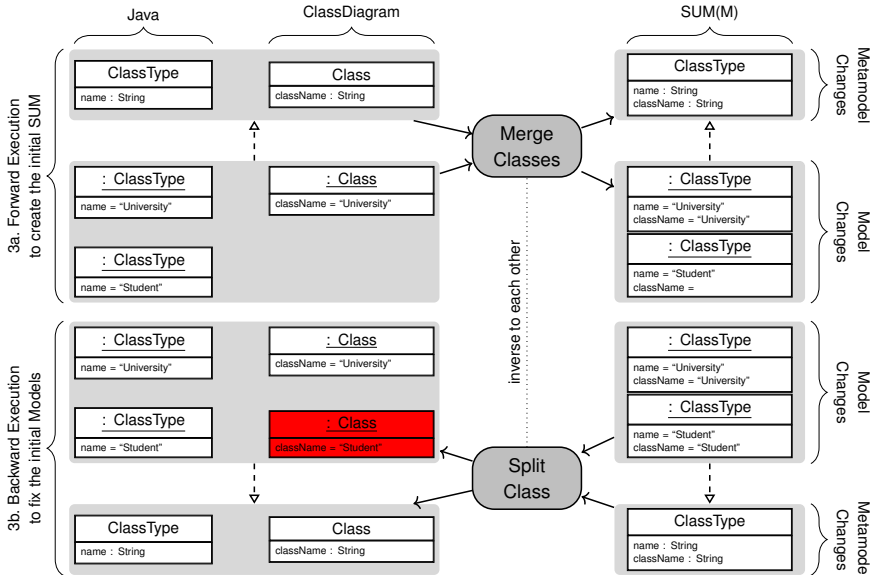 Java
ClassDiagram
SUM(M)
3a. Forward Execution
to create the initial SUM
ClassType
name : String
Class
className : String
ClassType
name : String
className : String
Metamodel
Changes
Merge
Classes
: ClassType
name = “University”
: Class
className = “University”
: ClassType
name = “Student”
: ClassType
name = “University”
className = “University”
: ClassType
name = “Student”
className =
Model
Changes
inverse to each other
3b. Backward Execution
to fix the initial Models
: ClassType
name = “University”
: Class
className = “University”
: ClassType
name = “Student”
: Class
className = “Student”
: ClassType
name = “University”
className = “University”
: ClassType
name = “Student”
className = “Student”
Model
Changes
Split
Class
ClassType
name : String
Class
className : String
ClassType
name : String
className : String
Metamode
Changes